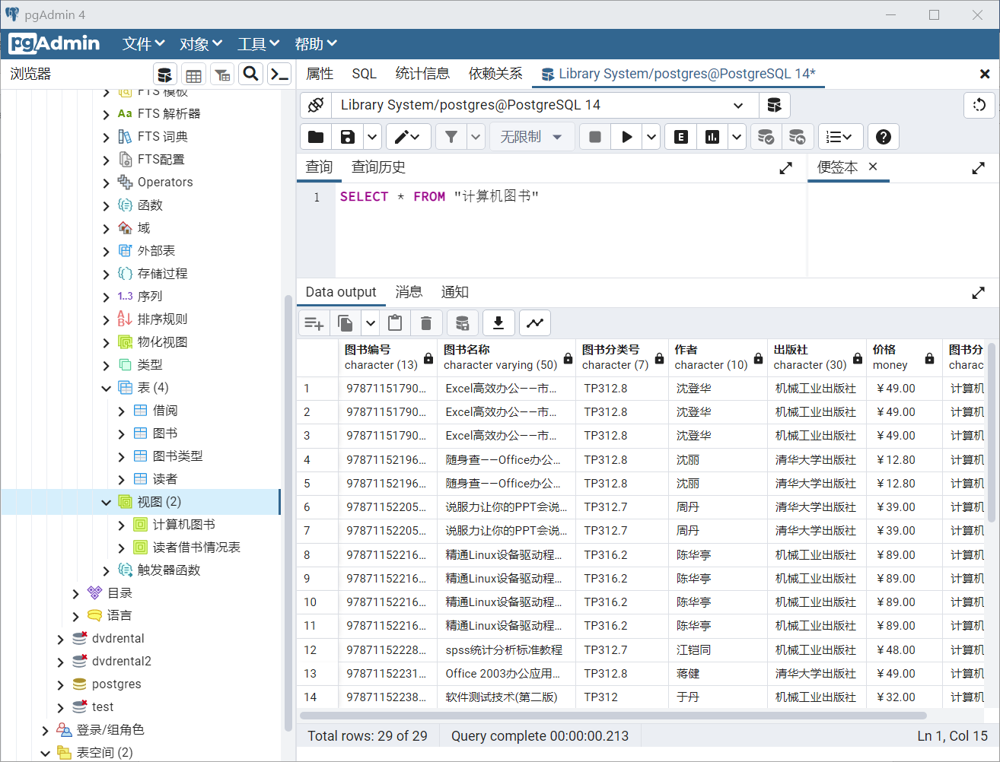 pgAdmin 4
pgAdmin 文件 对象 工具 帮助
浏览器
属性 SQL 统计信息 依赖关系 Library System/postgres@PostgreSQL 14*
Library System/postgres@PostgreSQL 14
无限制
查询 查询历史 便签本
1 SELECT * FROM "计算机图书"
FTS 模板
Aa FTS 解析器
FTS 词典
FTS配置
Operators
函数
域
外部表
存储过程
1..3 序列
排序规则
物化视图
类型
表 (4)
借阅
图书
图书类型
读者
视图 (2)
计算机图书
读者借书情况表
触发器函数
目录
语言
dvdrental
dvdrental2
postgres
test
登录/组角色
表空间 (2)
Data output 消息 通知
图书编号 图书名称 图书分类号 作者 出版社 价格 图书分
character (13) character varying (50) character (7) character (10) character (30) money charac
1 97871151790... Excel高效办公——市... TP312.8 沈登华 机械工业出版社 ￥49.00 计算机
2 97871151790... Excel高效办公——市... TP312.8 沈登华 机械工业出版社 ￥49.00 计算机
3 97871151790... Excel高效办公——市... TP312.8 沈登华 机械工业出版社 ￥49.00 计算机
4 97871152196... 随身查——Office办公... TP312.8 沈丽 清华大学出版社 ￥12.80 计算机
5 97871152196... 随身查——Office办公... TP312.8 沈丽 清华大学出版社 ￥12.80 计算机
6 97871152205... 说服力让你的PPT会说... TP312.7 周丹 清华大学出版社 ￥39.00 计算机
7 97871152205... 说服力让你的PPT会说... TP312.7 周丹 清华大学出版社 ￥39.00 计算机
8 97871152216... 精通Linux设备驱动程... TP316.2 陈华亭 机械工业出版社 ￥89.00 计算机
9 97871152216... 精通Linux设备驱动程... TP316.2 陈华亭 机械工业出版社 ￥89.00 计算机
10 97871152216... 精通Linux设备驱动程... TP316.2 陈华亭 机械工业出版社 ￥89.00 计算机
11 97871152216... 精通Linux设备驱动程... TP316.2 陈华亭 机械工业出版社 ￥89.00 计算机
12 97871152228... spss统计分析标准教程 TP312.7 江铠同 机械工业出版社 ￥48.00 计算机
13 97871152231... Office 2003办公应用... TP312.8 蒋健 清华大学出版社 ￥49.00 计算机
14 97871152238... 软件测试技术(第二版) TP312 于丹 机械工业出版社 ￥32.00 计算机
Total rows: 29 of 29 Query complete 00:00:00.213 Ln 1, Col 15